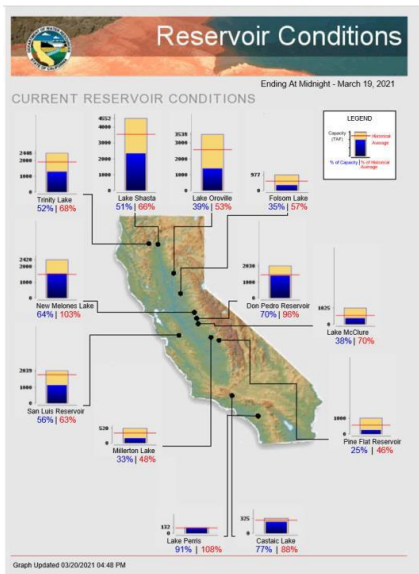 Reservoir Conditions
Ending At Midnight - March 19, 2021
CURRENT RESERVOIR CONDITIONS
LEGEND
Capacity
(TAF)
Historical
Average
% of Capacity | % of Historical
Average
2448
2000
1000
0
Trinity Lake
52% | 68%
4552
4000
3000
2000
1000
0
Lake Shasta
51% | 66%
3538
3000
2000
1000
0
Lake Oroville
39% | 53%
977
0
Folsom Lake
35% | 57%
2420
2000
1000
0
New Melones Lake
64% | 103%
2030
1000
0
Don Pedro Reservoir
70% | 96%
1025
0
Lake McClure
38% | 70%
2039
1000
0
San Luis Reservoir
56% | 63%
520
0
Millerton Lake
33% | 48%
1000
0
Pine Flat Reservoir
25% | 46%
0
Lake Perris
91% | 108%
325
0
Castaic Lake
77% | 88%
Graph Updated 03/20/2021 04:48 PM